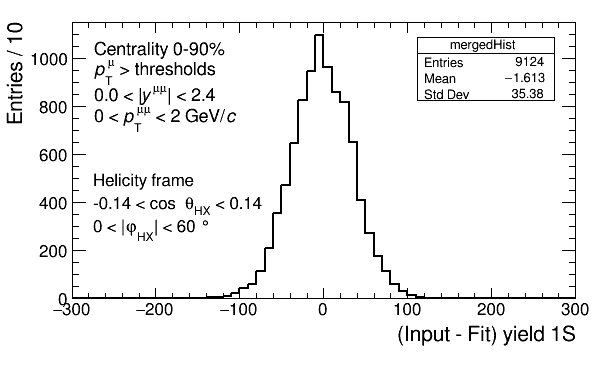 Entries / 10
Centrality 0-90%
p_T^μ > thresholds
0.0 < |y^μμ| < 2.4
0 < p_T^μμ < 2 GeV/c
Helicity frame
-0.14 < cos θ_HX < 0.14
0 < |φ_HX| < 60 °
mergedHist
Entries 9124
Mean −1.613
Std Dev 35.38
1000
800
600
400
200
0
−300 −200 −100 0 100 200 300
(Input - Fit) yield 1S